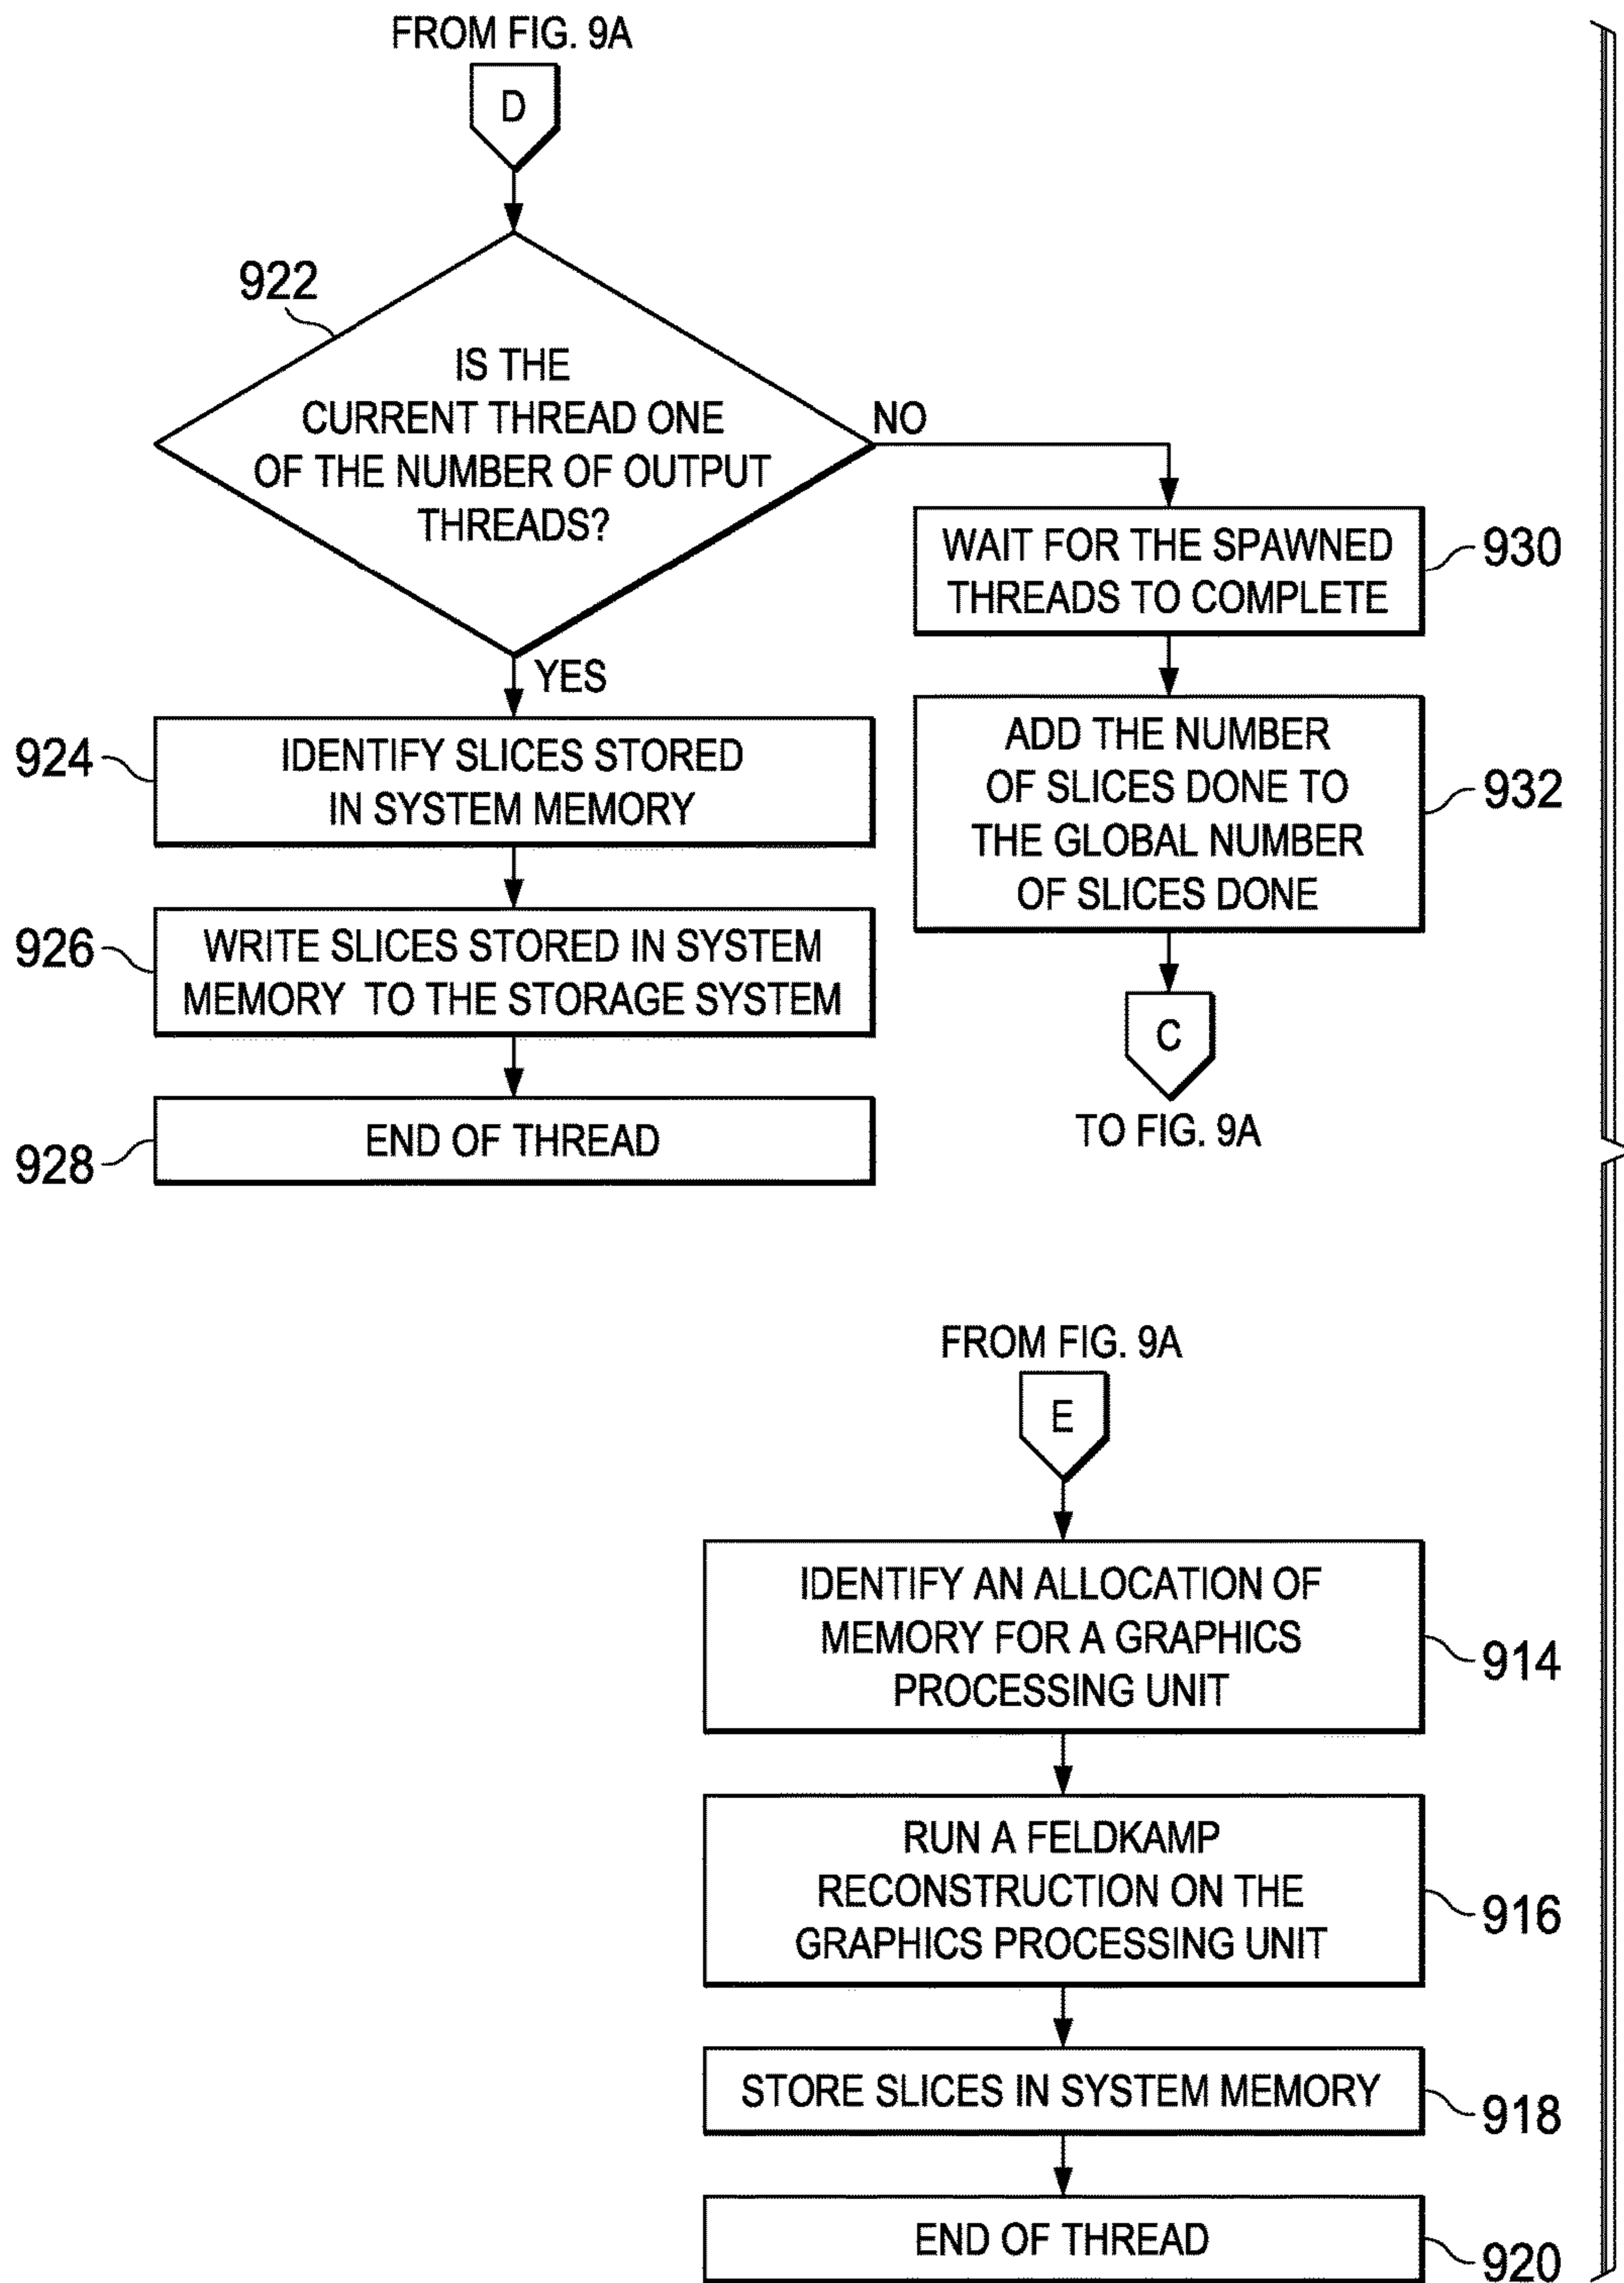 FROM FIG. 9A
D
922
IS THE
CURRENT THREAD ONE
OF THE NUMBER OF OUTPUT
THREADS?
NO
YES
930
WAIT FOR THE SPAWNED
THREADS TO COMPLETE
932
ADD THE NUMBER
OF SLICES DONE TO
THE GLOBAL NUMBER
OF SLICES DONE
C
TO FIG. 9A
924
IDENTIFY SLICES STORED
IN SYSTEM MEMORY
926
WRITE SLICES STORED IN SYSTEM
MEMORY TO THE STORAGE SYSTEM
928
END OF THREAD
FROM FIG. 9A
E
IDENTIFY AN ALLOCATION OF
MEMORY FOR A GRAPHICS
PROCESSING UNIT
914
RUN A FELDKAMP
RECONSTRUCTION ON THE
GRAPHICS PROCESSING UNIT
916
STORE SLICES IN SYSTEM MEMORY
918
END OF THREAD
920